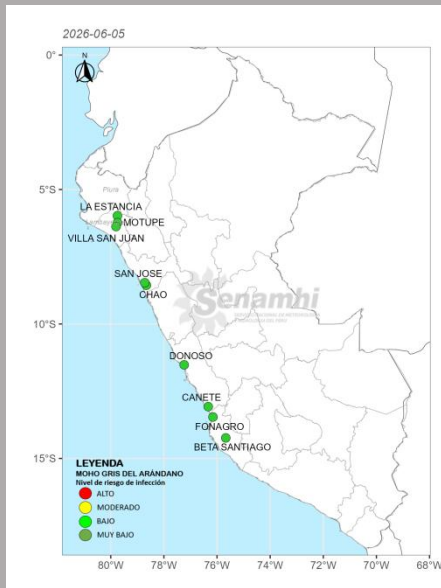 2026-06-05
N
0°
5°S
10°S
15°S
Piura
LA ESTANCIA
MOTUPE
VILLA SAN JUAN
SAN JOSE
CHAO
Senamhi
DONOSO
CANETE
FONAGRO
BETA SANTIAGO
LEYENDA
MOHO GRIS DEL ARÁNDANO
Nivel de riesgo de infección
ALTO
MODERADO
BAJO
MUY BAJO
80°W 78°W 76°W 74°W 72°W 70°W 68°W